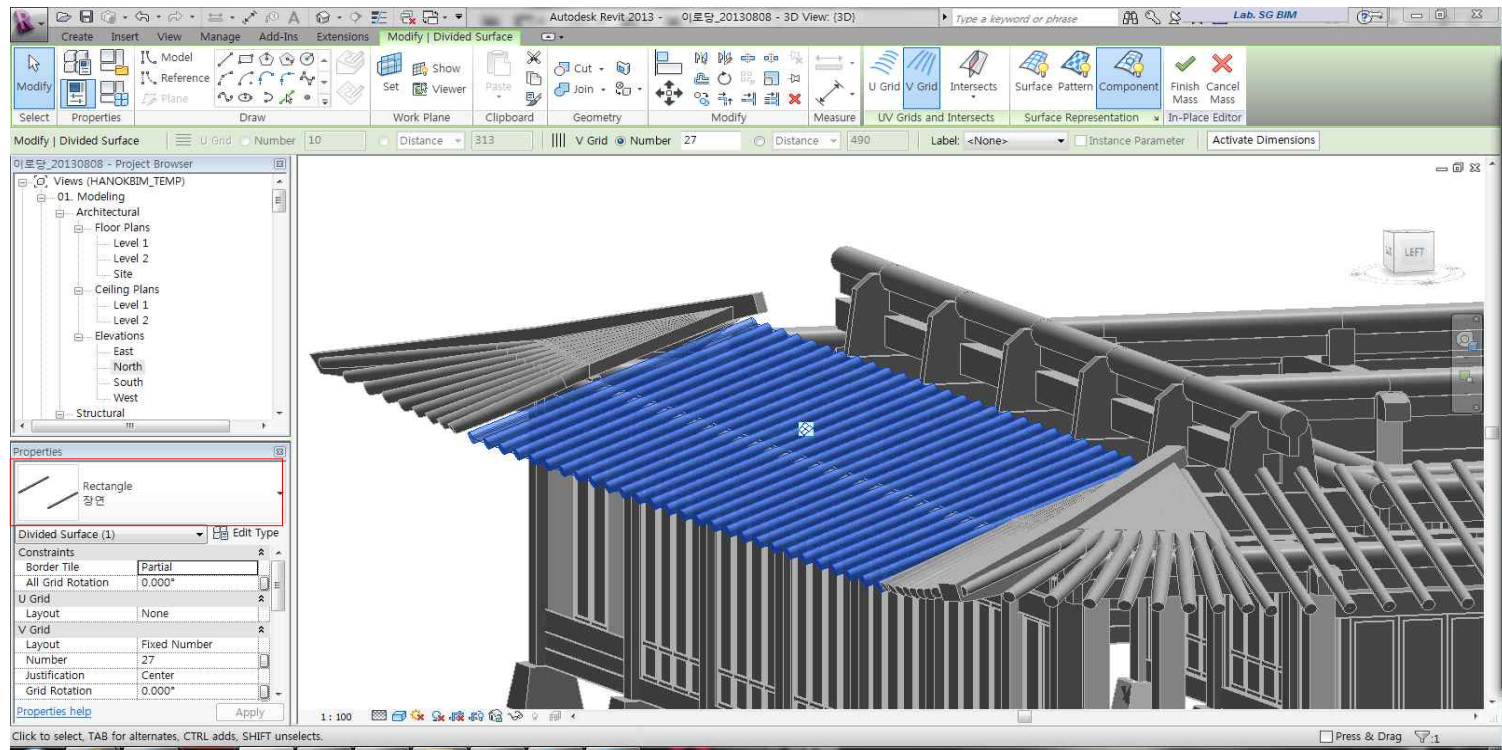 Autodesk Revit 2013 - 이로당_20130808 - 3D View: {3D}
Type a keyword or phrase
Lab. SG BIM
Create Insert View Manage Add-Ins Extensions Modify | Divided Surface
Modify
Model
Reference
Plane
Set
Show
Viewer
Paste
Cut
Join
U Grid V Grid Intersects
Surface Pattern Component
Finish Mass
Cancel Mass
Select Properties Draw Work Plane Clipboard Geometry Modify Measure UV Grids and Intersects Surface Representation In-Place Editor
Modify | Divided Surface U Grid Number 10 Distance 313 V Grid Number 27 Distance 490 Label: <None> Instance Parameter Activate Dimensions
이로당_20130808 - Project Browser
Views (HANOKBIM_TEMP)
01. Modeling
Architectural
Floor Plans
Level 1
Level 2
Site
Ceiling Plans
Level 1
Level 2
Elevations
East
North
South
West
Structural
LEFT
Properties
Rectangle
장연
Divided Surface (1) Edit Type
Constraints
Border Tile Partial
All Grid Rotation 0.000°
U Grid
Layout None
V Grid
Layout Fixed Number
Number 27
Justification Center
Grid Rotation 0.000°
Properties help Apply
1 : 100
Click to select, TAB for alternates, CTRL adds, SHIFT unselects.
Press & Drag :1